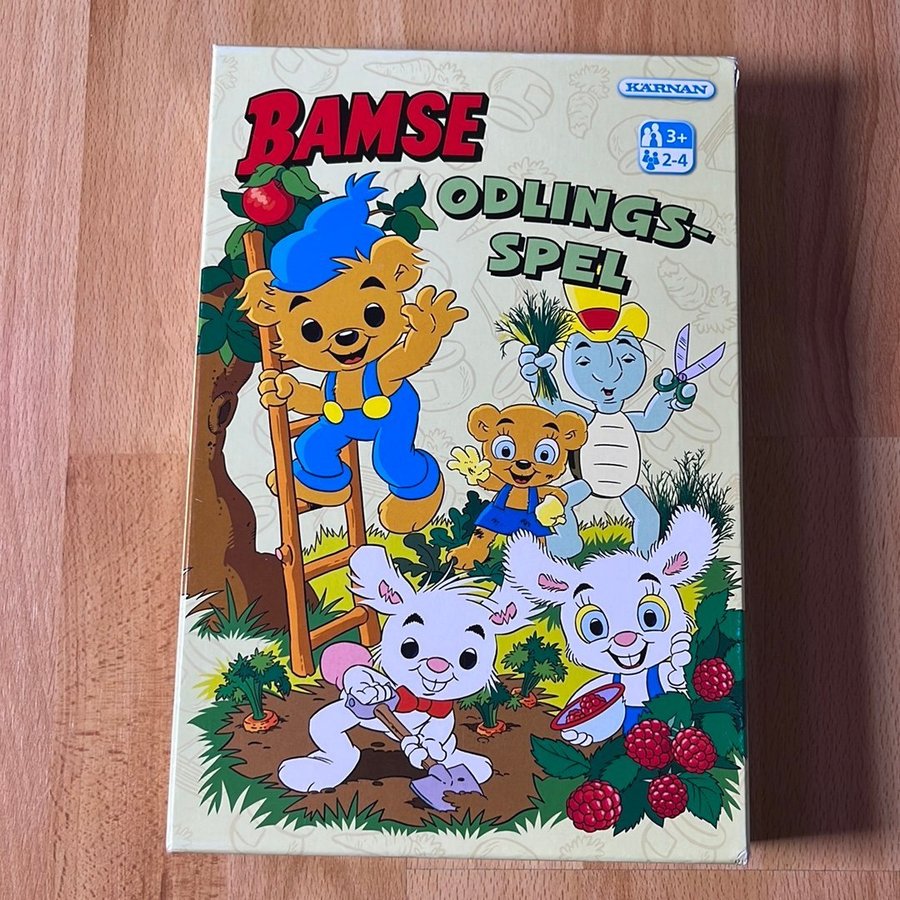 KÄRNAN
BAMSE
3+
2-4
ODLINGS-
SPEL